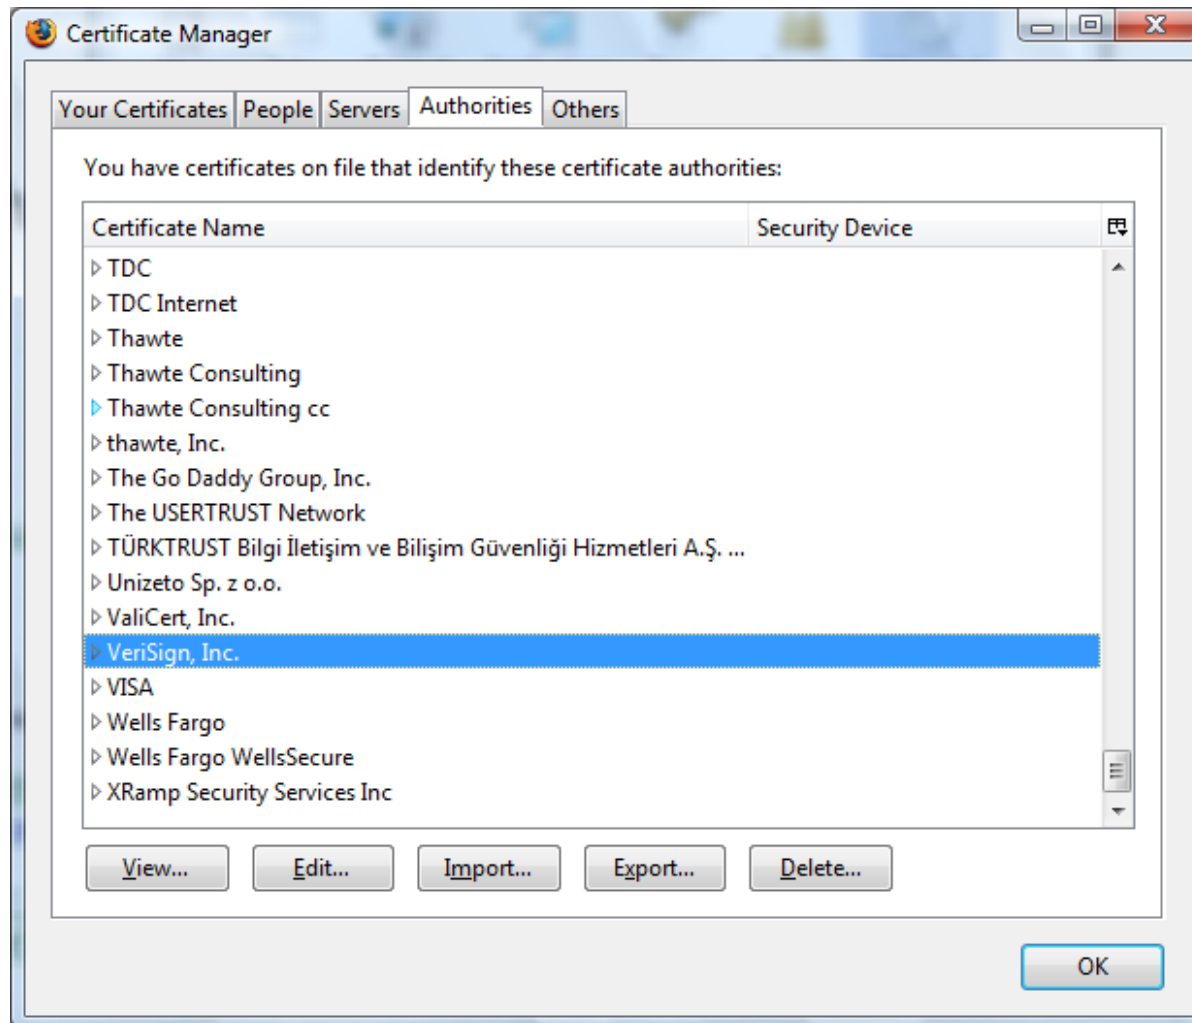 Certificate Manager
Your Certificates People Servers Authorities Others
You have certificates on file that identify these certificate authorities:
Certificate Name Security Device
TDC
TDC Internet
Thawte
Thawte Consulting
Thawte Consulting cc
thawte, Inc.
The Go Daddy Group, Inc.
The USERTRUST Network
TÜRKTRUST Bilgi İletişim ve Bilişim Güvenliği Hizmetleri A.Ş. ...
Unizeto Sp. z o.o.
ValiCert, Inc.
VeriSign, Inc.
VISA
Wells Fargo
Wells Fargo WellsSecure
XRamp Security Services Inc
View... Edit... Import... Export... Delete...
OK